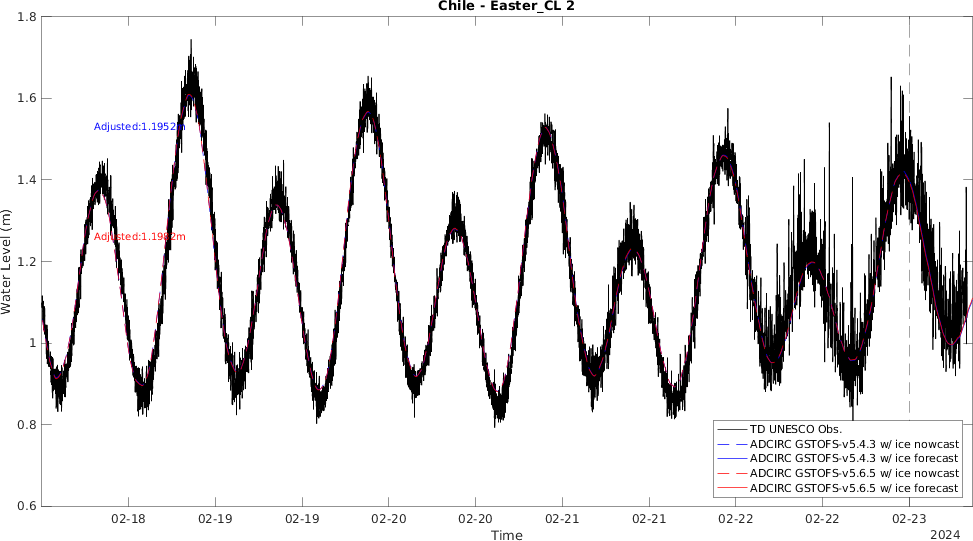 Chile - Easter_CL 2
1.8
1.6
1.4
1.2
1
0.8
0.6
Water Level (m)
Adjusted:1.1952m
Adjusted:1.1982m
TD UNESCO Obs.
ADCIRC GSTOFS-v5.4.3 w/ ice nowcast
ADCIRC GSTOFS-v5.4.3 w/ ice forecast
ADCIRC GSTOFS-v5.6.5 w/ ice nowcast
ADCIRC GSTOFS-v5.6.5 w/ ice forecast
02-18 02-19 02-19 02-20 02-20 02-21 02-21 02-22 02-22 02-23
Time
2024